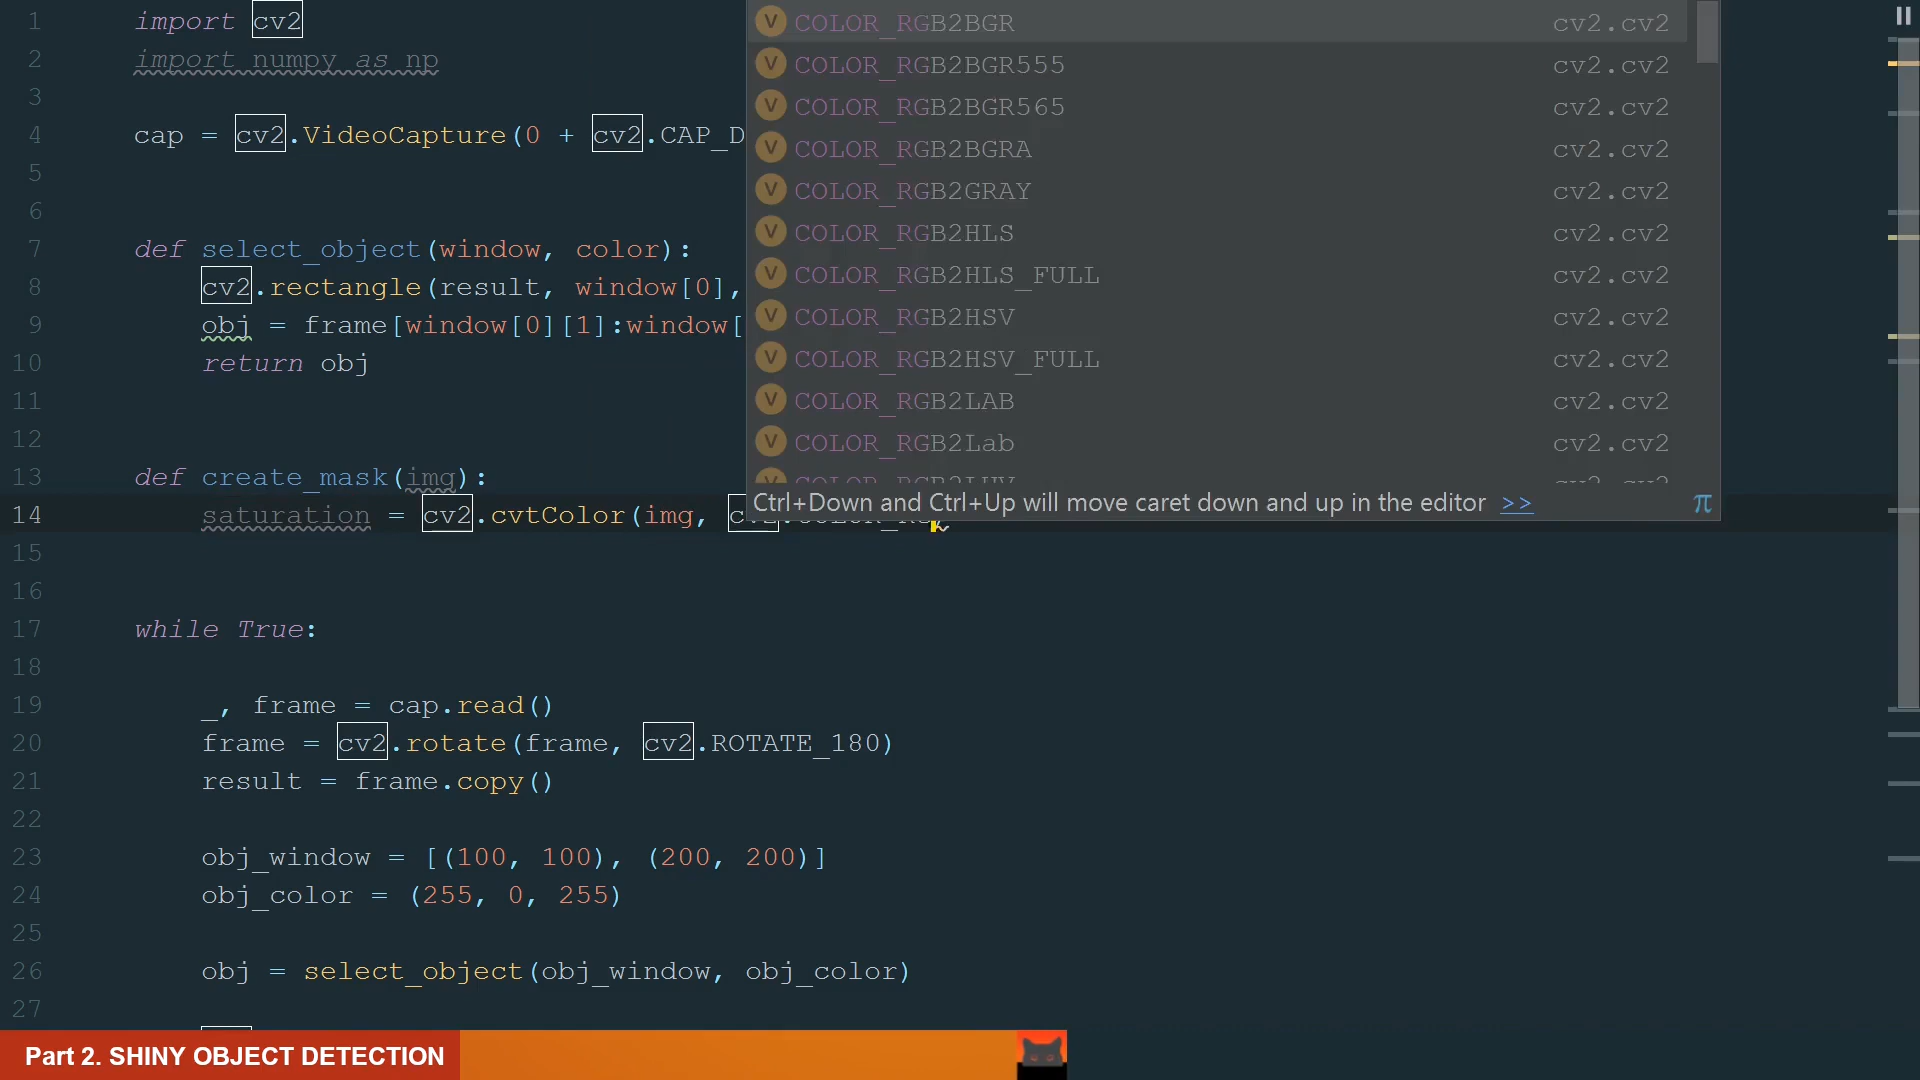 1 import cv2
2 import numpy as np
3
4 cap = cv2.VideoCapture(0 + cv2.CAP_D
5
6
7 def select_object(window, color):
8 cv2.rectangle(result, window[0],
9 obj = frame[window[0][1]:window[
10 return obj
11
12
13 def create_mask(img):
14 saturation = cv2.cvtColor(img, cv2.COLOR_RG
15
16
17 while True:
18
19 _, frame = cap.read()
20 frame = cv2.rotate(frame, cv2.ROTATE_180)
21 result = frame.copy()
22
23 obj_window = [(100, 100), (200, 200)]
24 obj_color = (255, 0, 255)
25
26 obj = select_object(obj_window, obj_color)
27
V COLOR_RGB2BGR cv2.cv2
V COLOR_RGB2BGR555 cv2.cv2
V COLOR_RGB2BGR565 cv2.cv2
V COLOR_RGB2BGRA cv2.cv2
V COLOR_RGB2GRAY cv2.cv2
V COLOR_RGB2HLS cv2.cv2
V COLOR_RGB2HLS_FULL cv2.cv2
V COLOR_RGB2HSV cv2.cv2
V COLOR_RGB2HSV_FULL cv2.cv2
V COLOR_RGB2LAB cv2.cv2
V COLOR_RGB2Lab cv2.cv2
V COLOR_RGB2LUV cv2.cv2
Ctrl+Down and Ctrl+Up will move caret down and up in the editor >> π
Part 2. SHINY OBJECT DETECTION